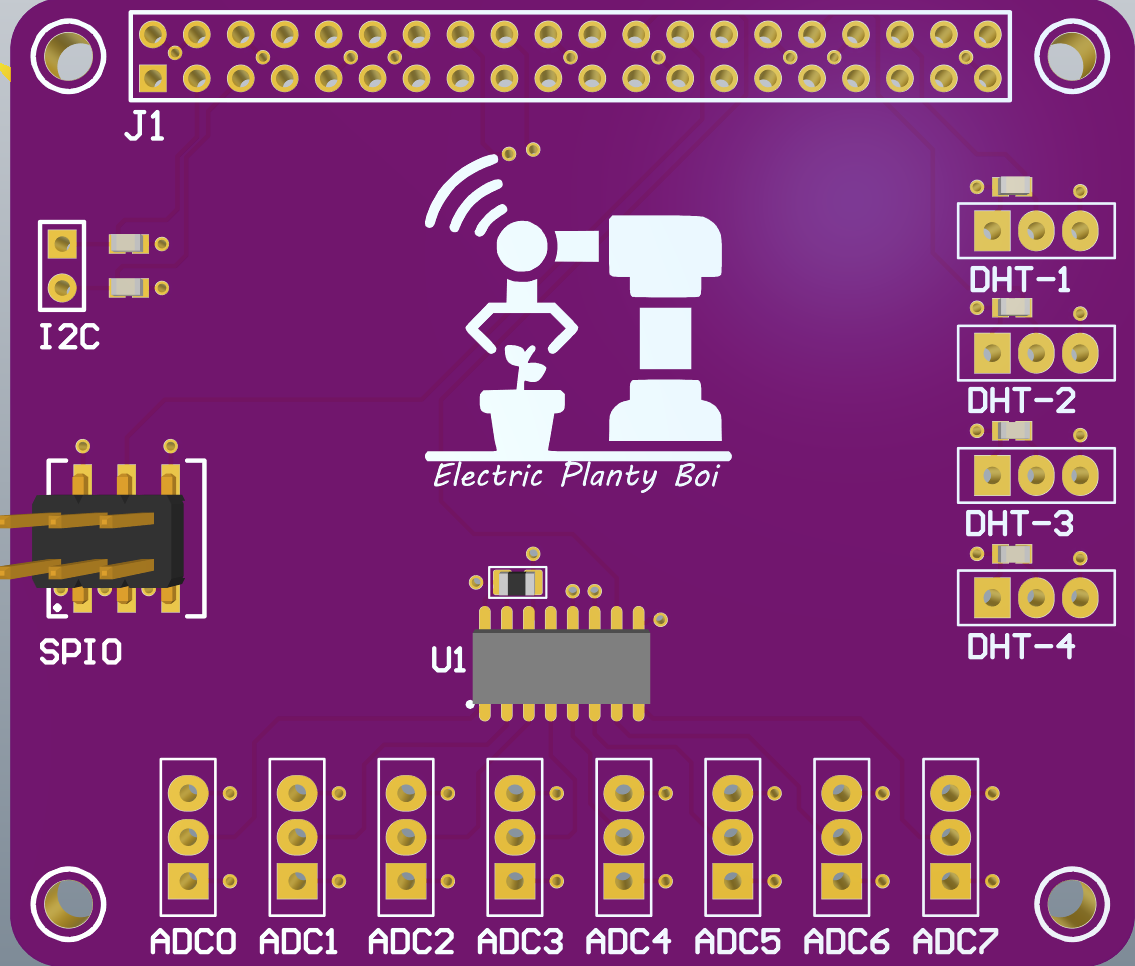 J1
I2C
DHT-1
DHT-2
DHT-3
Electric Planty Boi
DHT-4
SPI0
U1
ADC0 ADC1 ADC2 ADC3 ADC4 ADC5 ADC6 ADC7